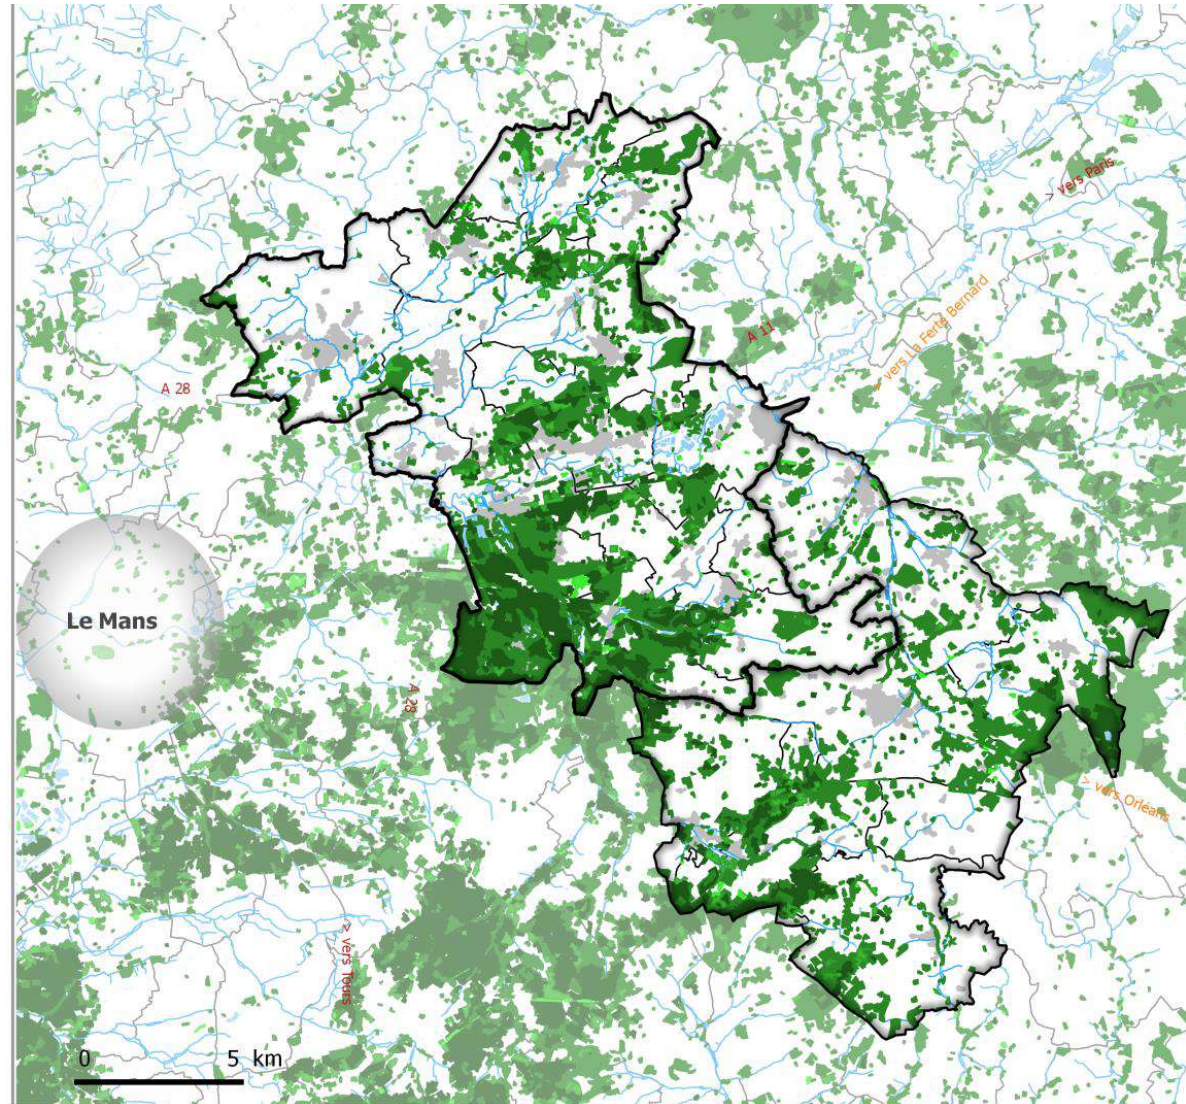 > vers Paris
> vers La Ferté Bernard
A 11
A 28
Le Mans
A 28
> vers Orléans
> vers Tours
0 5 km